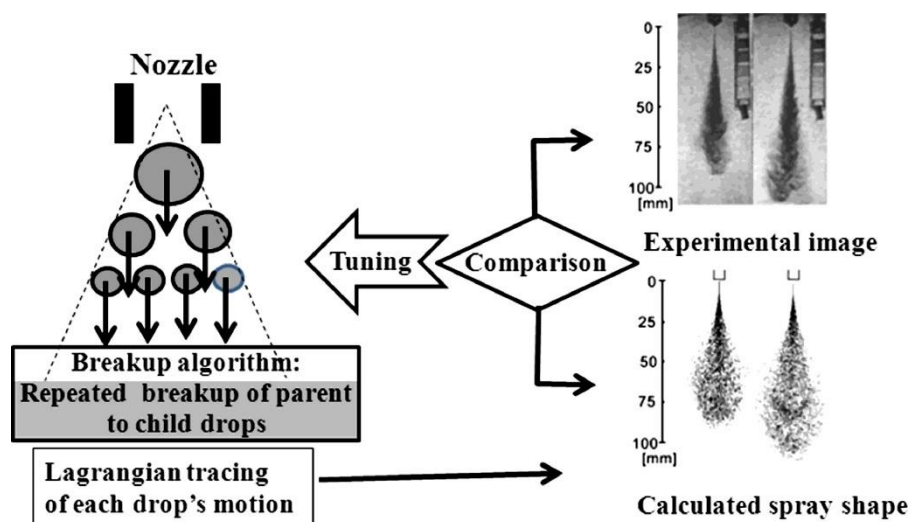 Nozzle
Breakup algorithm:
Repeated breakup of parent
to child drops
Lagrangian tracing
of each drop's motion
Tuning
Comparison
0
25
50
75
100
[mm]
Experimental image
0
25
50
75
100
[mm]
Calculated spray shape